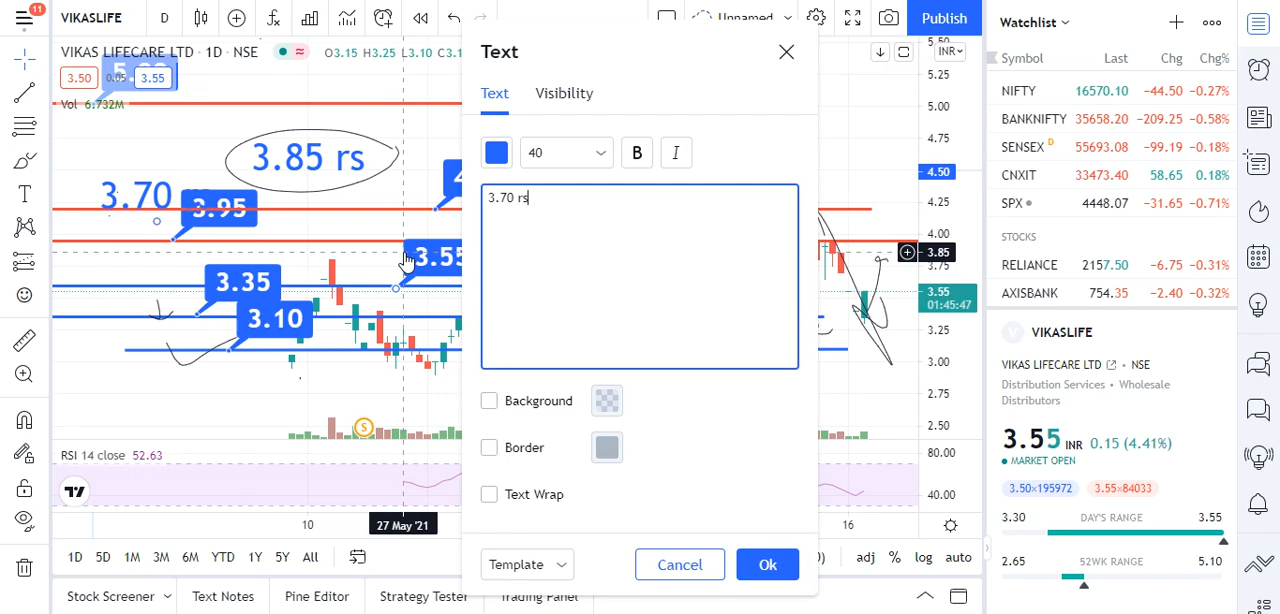 11
VIKASLIFE
D
Unnamed
Publish
VIKAS LIFECARE LTD · 1D · NSE
O3.15 H3.25 L3.10 C3.1
INR
3.50
0.05
3.55
Vol 6.732M
3.85 rs
3.70
3.95
3.55
3.35
3.10
S
RSI 14 close 52.63
10
27 May '21
16
1D 5D 1M 3M 6M YTD 1Y 5Y All
adj % log auto
Stock Screener
Text Notes
Pine Editor
Strategy Tester
Trading Panel
Text
Text
Visibility
40
B
I
3.70 rs
Background
Border
Text Wrap
Template
Cancel
Ok
5.50
5.25
5.00
4.75
4.50
4.25
4.00
3.85
3.75
3.55
01:45:47
3.25
3.00
2.75
2.50
80.00
40.00
Watchlist
Symbol Last Chg Chg%
NIFTY 16570.10 −44.50 −0.27%
BANKNIFTY 35658.20 −209.25 −0.58%
SENSEX D 55693.08 −99.19 −0.18%
CNXIT 33473.40 58.65 0.18%
SPX 4448.07 −31.65 −0.71%
STOCKS
RELIANCE 2157.50 −6.75 −0.31%
AXISBANK 754.35 −2.40 −0.32%
V VIKASLIFE
VIKAS LIFECARE LTD • NSE
Distribution Services • Wholesale
Distributors
3.55 INR 0.15 (4.41%)
MARKET OPEN
3.50×195972 3.55×84033
3.30 DAY'S RANGE 3.55
2.65 52WK RANGE 5.10